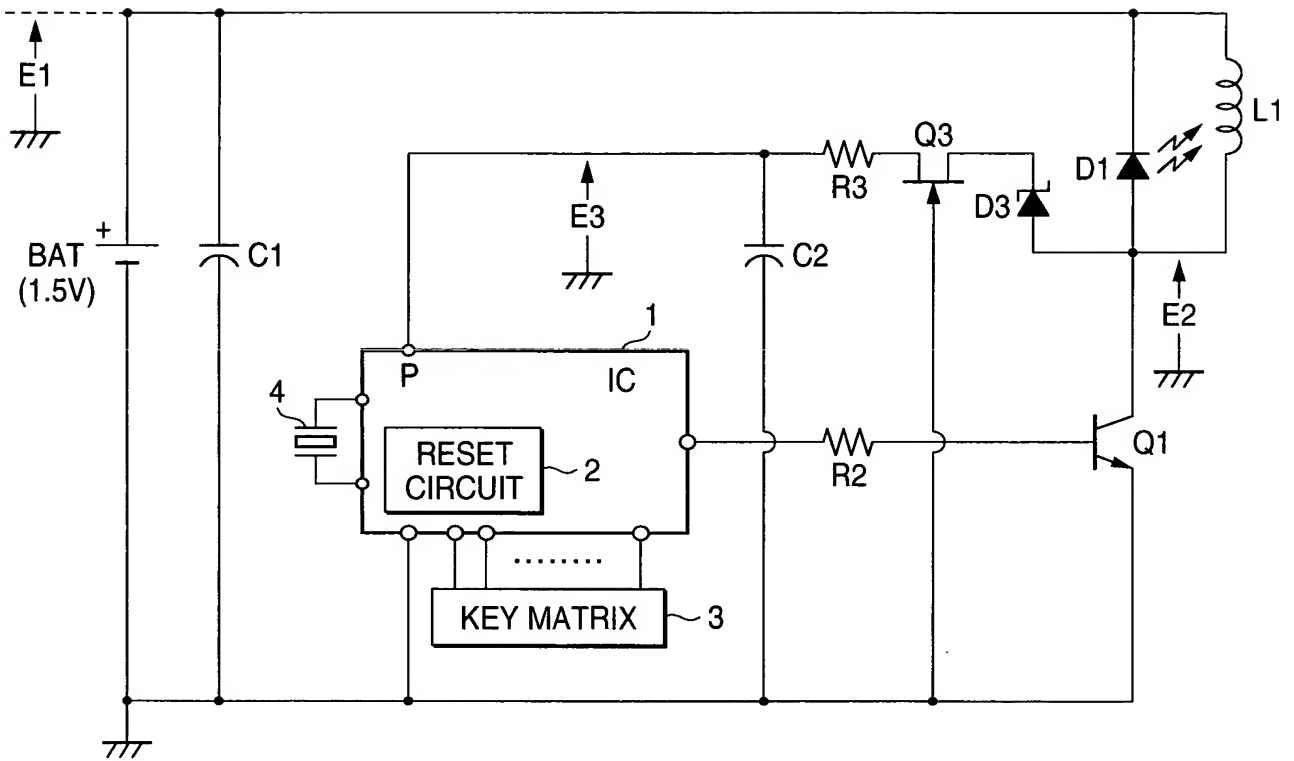 E1
L1
Q3
D1
R3
D3
E3
+
BAT
(1.5V)
C1
C2
E2
1
P
IC
4
RESET
CIRCUIT
2
R2
Q1
KEY MATRIX
3